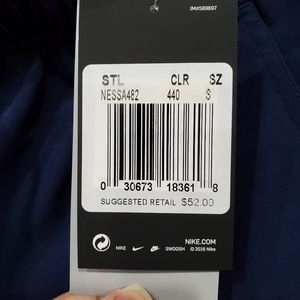 IM#589697
STL CLR SZ
NESSA482 440 S
0 30673 18361 8
SUGGESTED RETAIL $52.00
NIKE.COM
NIKE SWOOSH © 2018 Nike